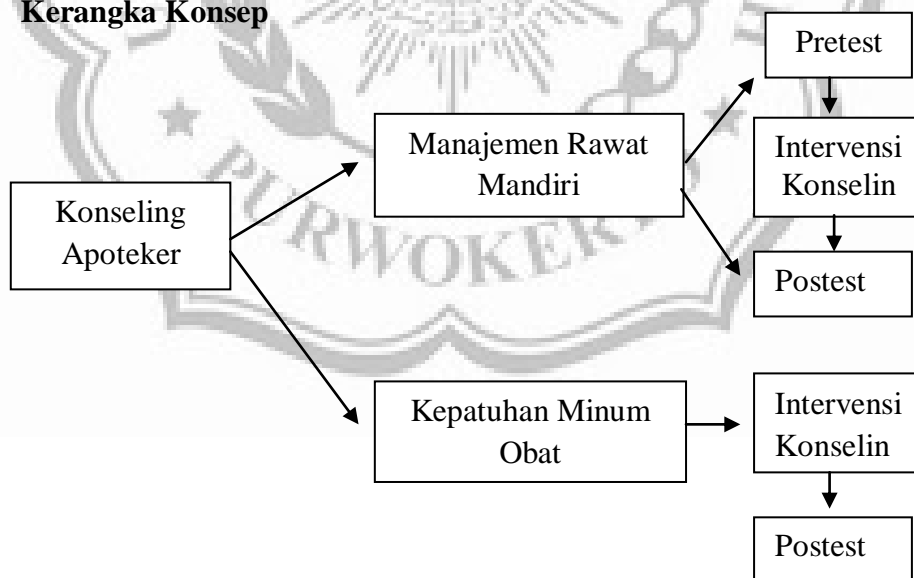 Kerangka Konsep
Pretest
Manajemen Rawat
Mandiri
Intervensi
Konselin
Konseling
Apoteker
Postest
Kepatuhan Minum
Obat
Intervensi
Konselin
Postest
PURWOKERTO